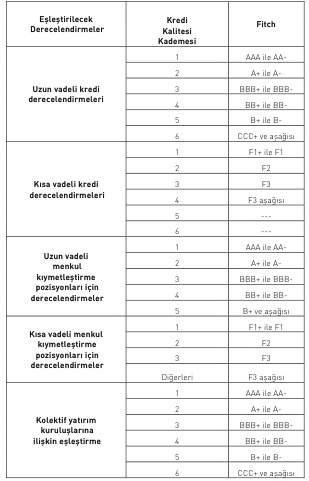 Eşleştirilecek Derecelendirmeler | Kredi Kalitesi Kademesi | Fitch
Uzun vadeli kredi derecelendirmeleri
1 AAA ile AA-
2 A+ ile A-
3 BBB+ ile BBB-
4 BB+ ile BB-
5 B+ ile B-
6 CCC+ ve aşağısı
Kısa vadeli kredi derecelendirmeleri
1 F1+ ile F1
2 F2
3 F3
4 F3 aşağısı
5 ---
6 ---
Uzun vadeli menkul kıymetleştirme pozisyonları için derecelendirmeler
1 AAA ile AA-
2 A+ ile A-
3 BBB+ ile BBB-
4 BB+ ile BB-
5 B+ ve aşağısı
Kısa vadeli menkul kıymetleştirme pozisyonları için derecelendirmeler
1 F1+ ile F1
2 F2
3 F3
Diğerleri F3 aşağısı
Kolektif yatırım kuruluşlarına ilişkin eşleştirme
1 AAA ile AA-
2 A+ ile A-
3 BBB+ ile BBB-
4 BB+ ile BB-
5 B+ ile B-
6 CCC+ ve aşağısı